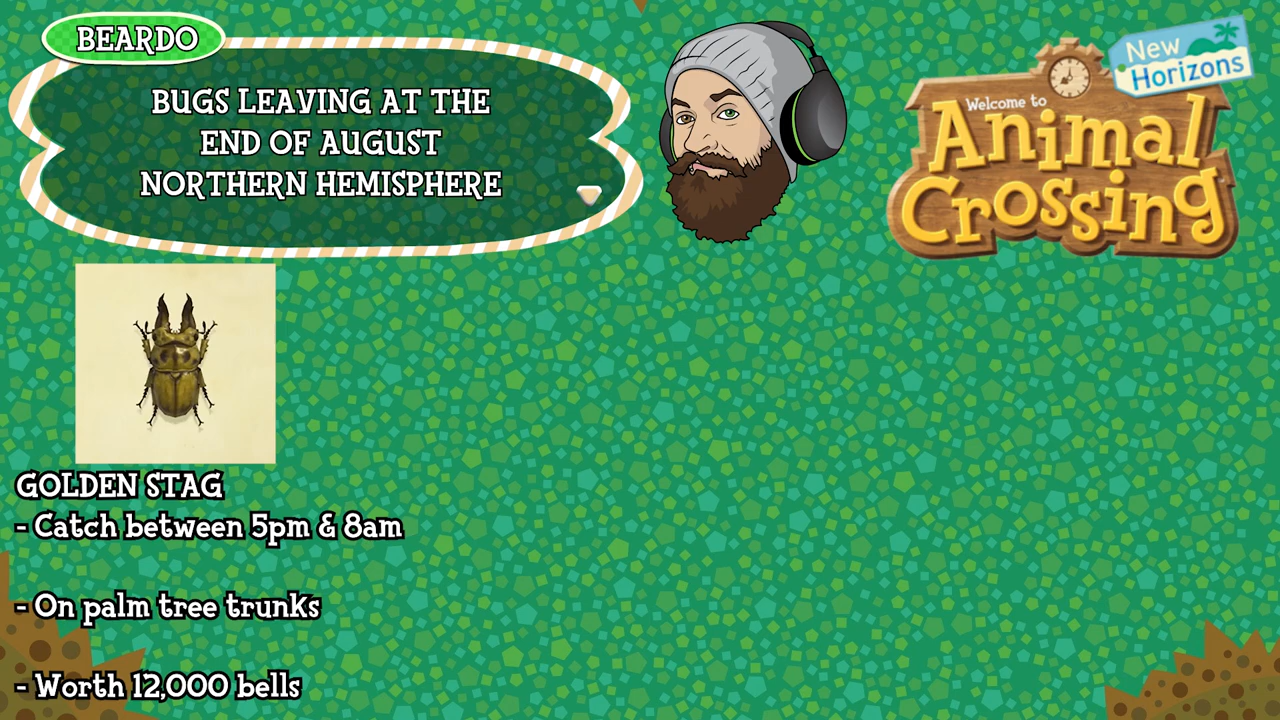 BEARDO
BUGS LEAVING AT THE
END OF AUGUST
NORTHERN HEMISPHERE
Welcome to
Animal
Crossing
New
Horizons
GOLDEN STAG
- Catch between 5pm & 8am
- On palm tree trunks
- Worth 12,000 bells